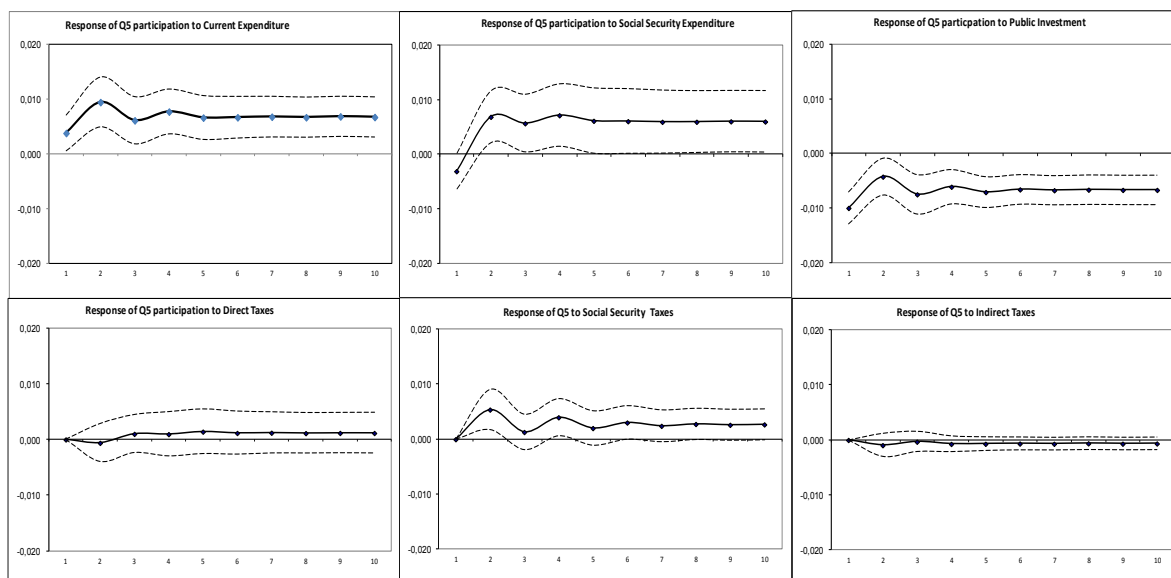 Response of Q5 participation to Current Expenditure
0,020
0,010
0,000
-0,010
-0,020
1 2 3 4 5 6 7 8 9 10
Response of Q5 participation to Social Security Expenditure
0,020
0,010
0,000
-0,010
-0,020
1 2 3 4 5 6 7 8 9 10
Response of Q5 partcipation to Public Investment
0,020
0,010
0,000
-0,010
-0,020
1 2 3 4 5 6 7 8 9 10
Response of Q5 participation to Direct Taxes
0,020
0,010
0,000
-0,010
-0,020
1 2 3 4 5 6 7 8 9 10
Response of Q5 to Social Security Taxes
0,020
0,010
0,000
-0,010
-0,020
1 2 3 4 5 6 7 8 9 10
Response of Q5 to Indirect Taxes
0,020
0,010
0,000
-0,010
-0,020
1 2 3 4 5 6 7 8 9 10